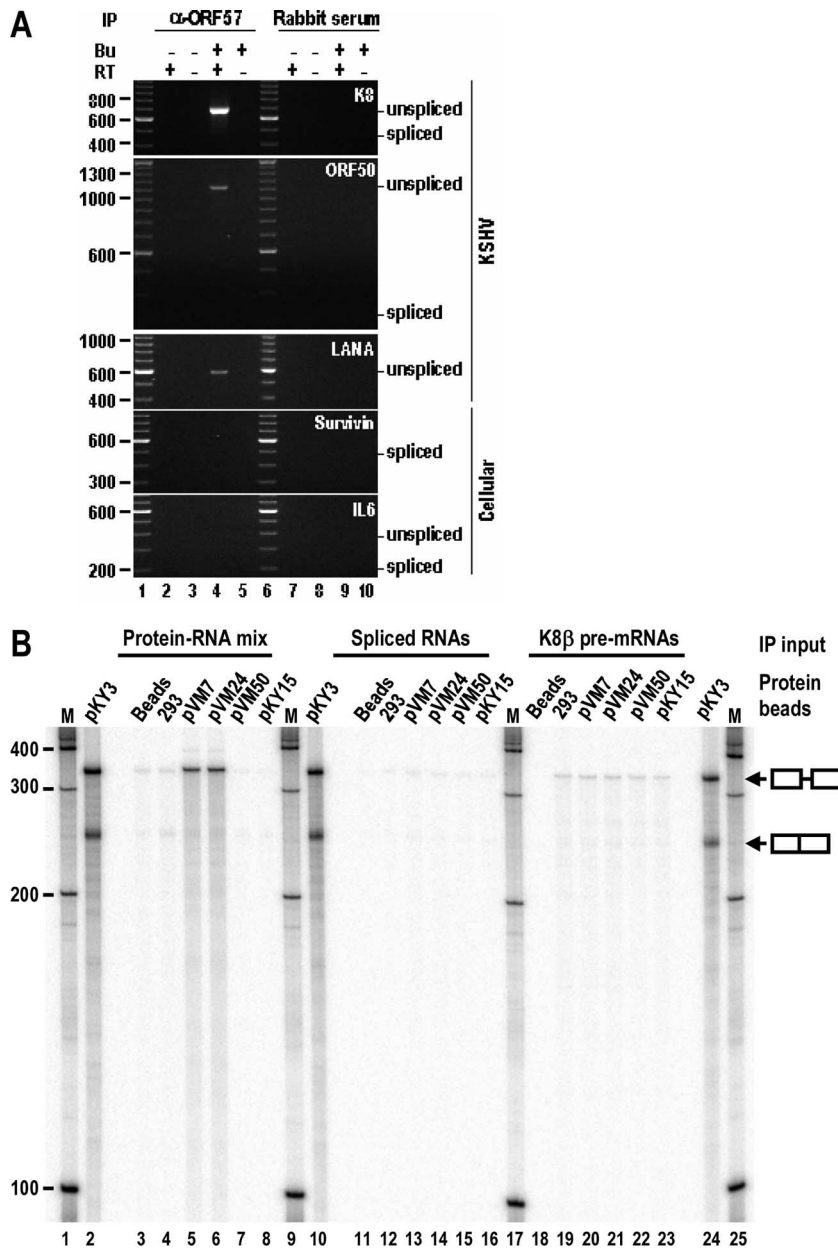 A
IP α-ORF57 Rabbit serum
Bu - - + + - - + +
RT + - + - + - + -
K8
800
600
400
unspliced
spliced
ORF50
1300
1000
600
unspliced
spliced
LANA
1000
600
400
unspliced
KSHV
Survivin
600
300
spliced
IL6
600
200
unspliced
spliced
Cellular
1 2 3 4 5 6 7 8 9 10
B
Protein-RNA mix Spliced RNAs K8β pre-mRNAs IP input
Protein beads
M pKY3 Beads 293 pVM7 pVM24 pVM50 pKY15 M pKY3 Beads 293 pVM7 pVM24 pVM50 pKY15 M Beads 293 pVM7 pVM24 pVM50 pKY15 pKY3 M
400
300
200
100
1 2 3 4 5 6 7 8 9 10 11 12 13 14 15 16 17 18 19 20 21 22 23 24 25